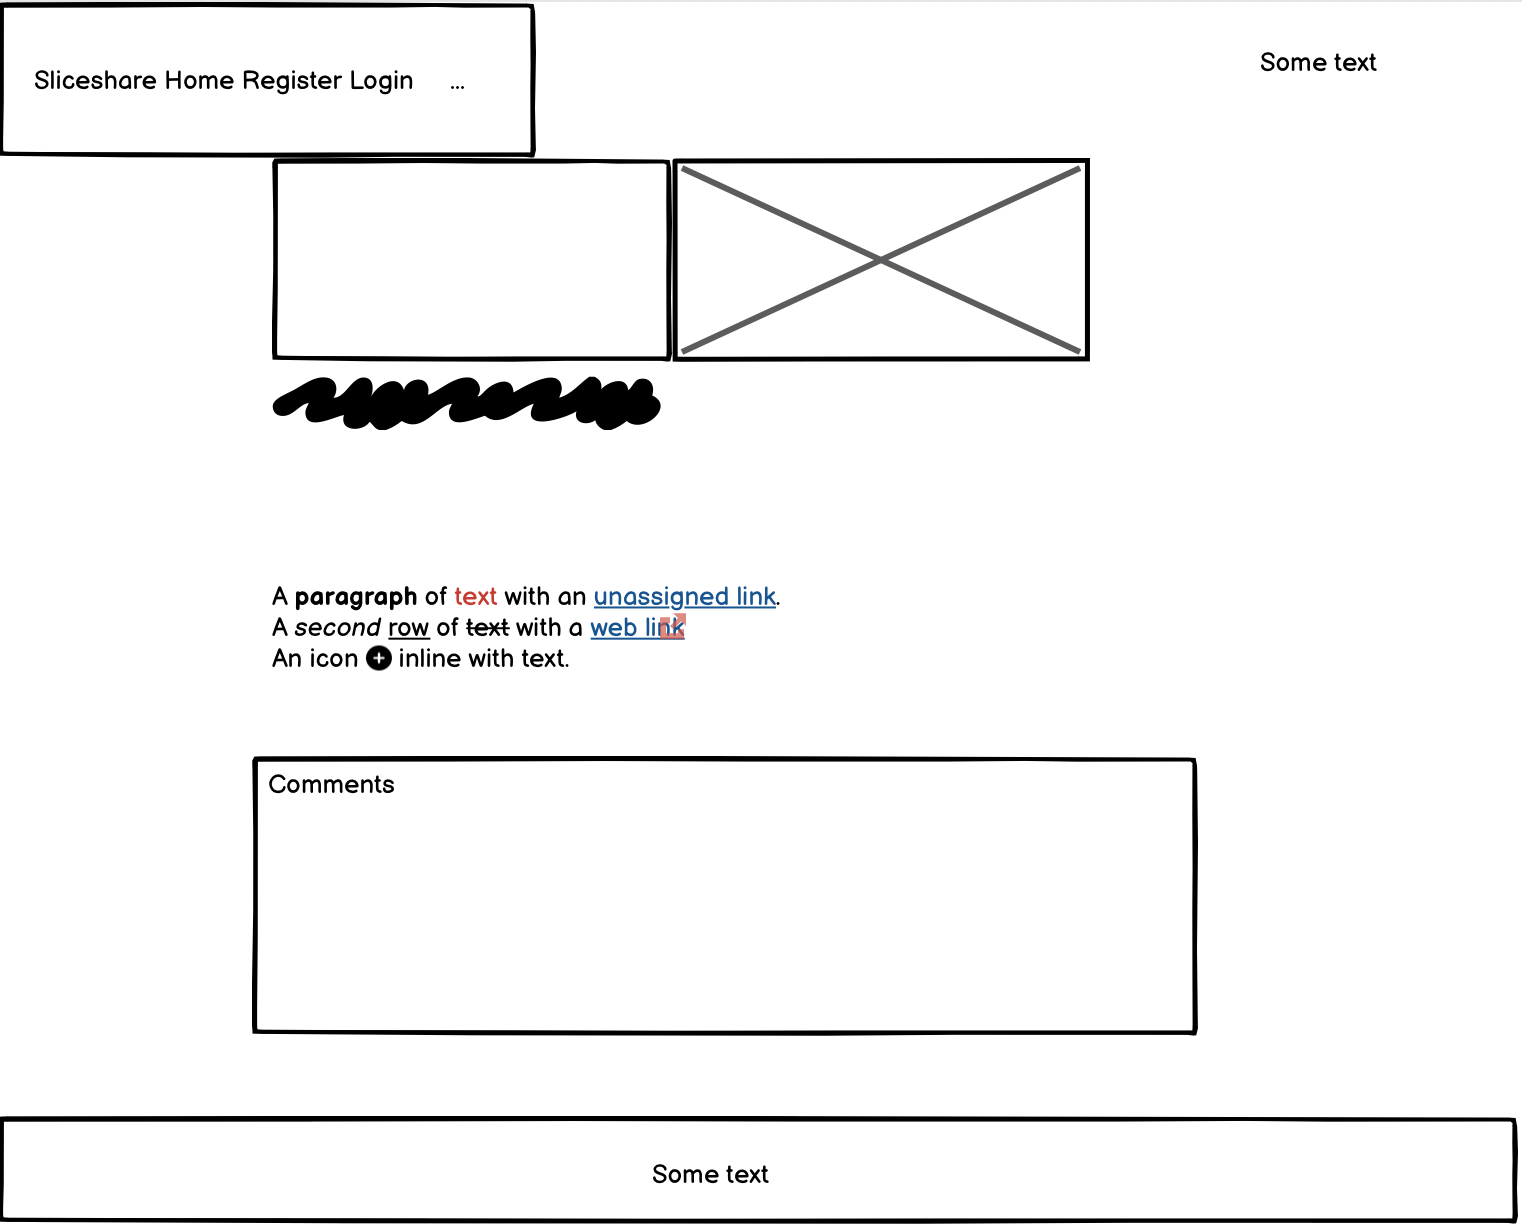 Sliceshare Home Register Login ...
Some text
A paragraph of text with an unassigned link.
A second row of text with a web link
An icon inline with text.
Comments
Some text